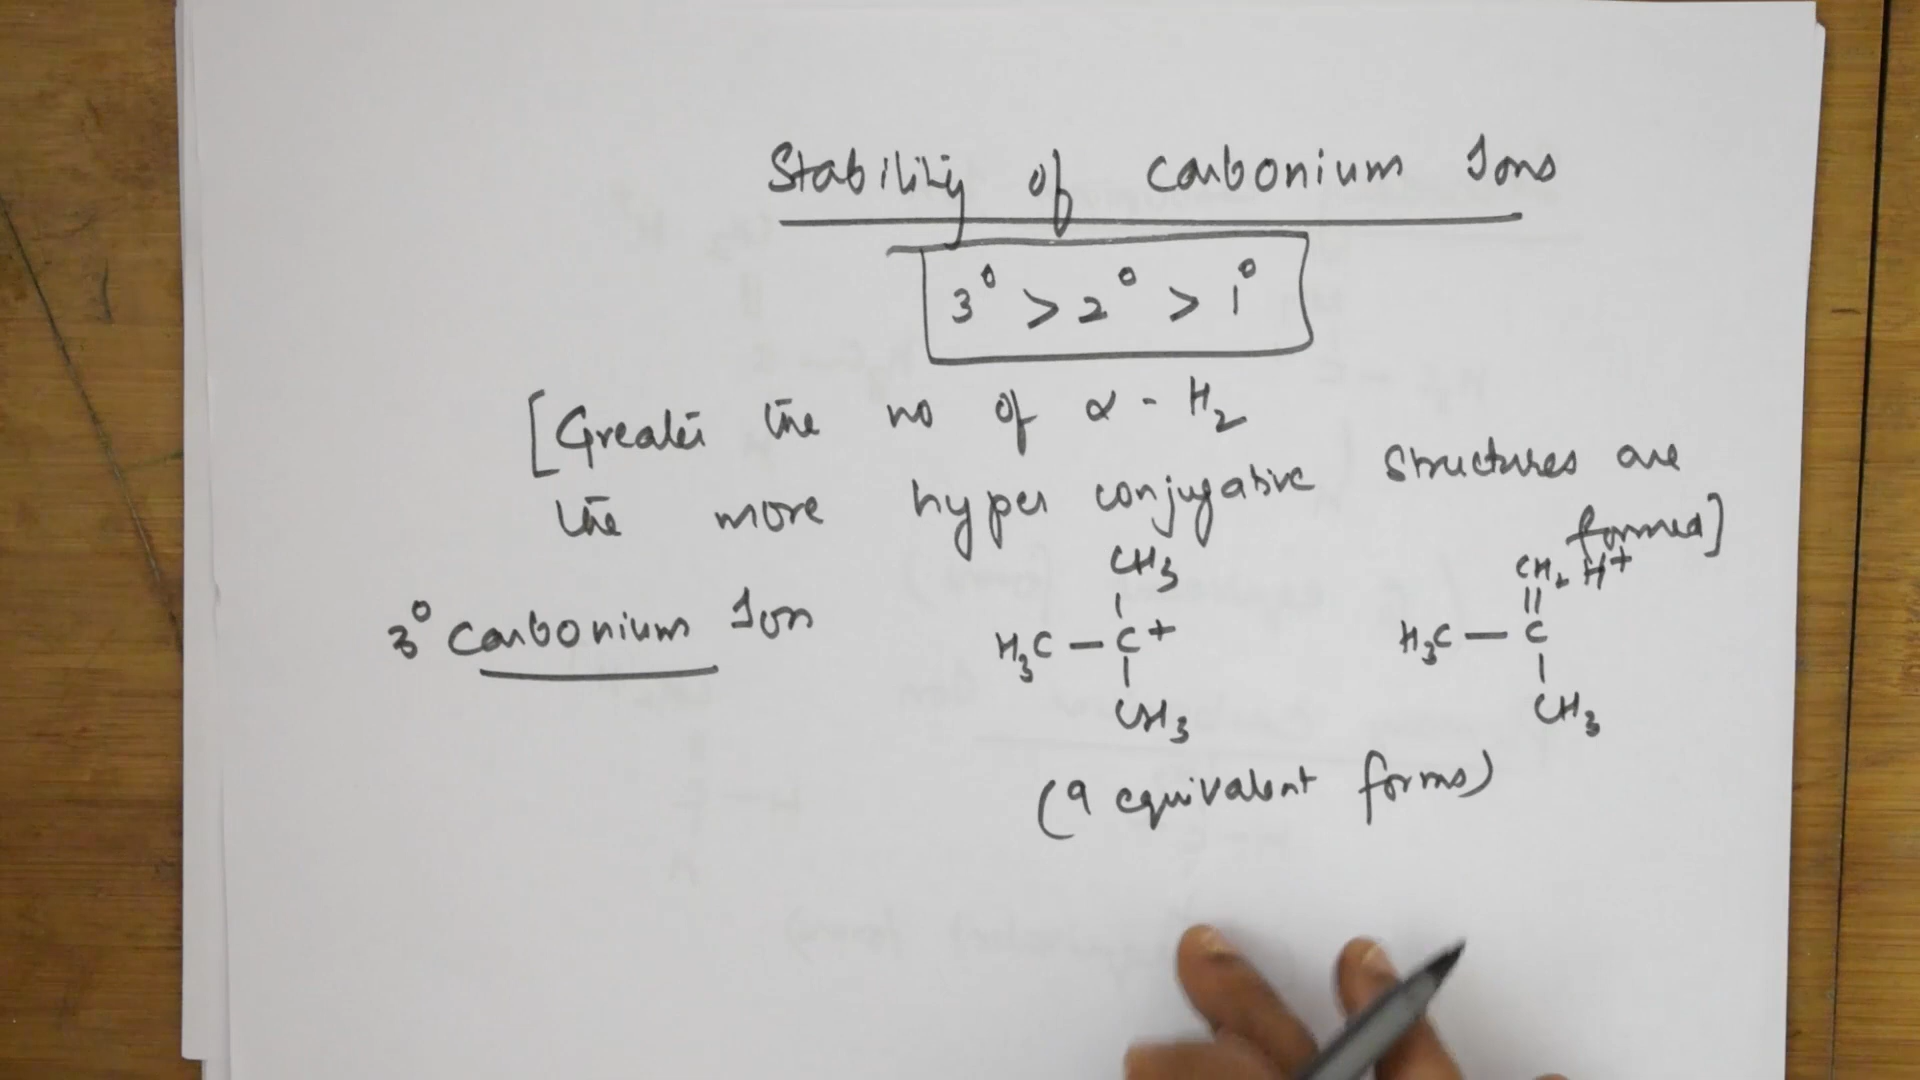 Stability of Carbonium Ions
3° > 2° > 1°
[Greater the no of α - H₂
the more hyper conjugative structures are
formed]
3° Carbonium Ion
CH₃
|
H₃C — C+
|
CH₃
CH₂ H+
||
H₃C — C
|
CH₃
(9 equivalent forms)